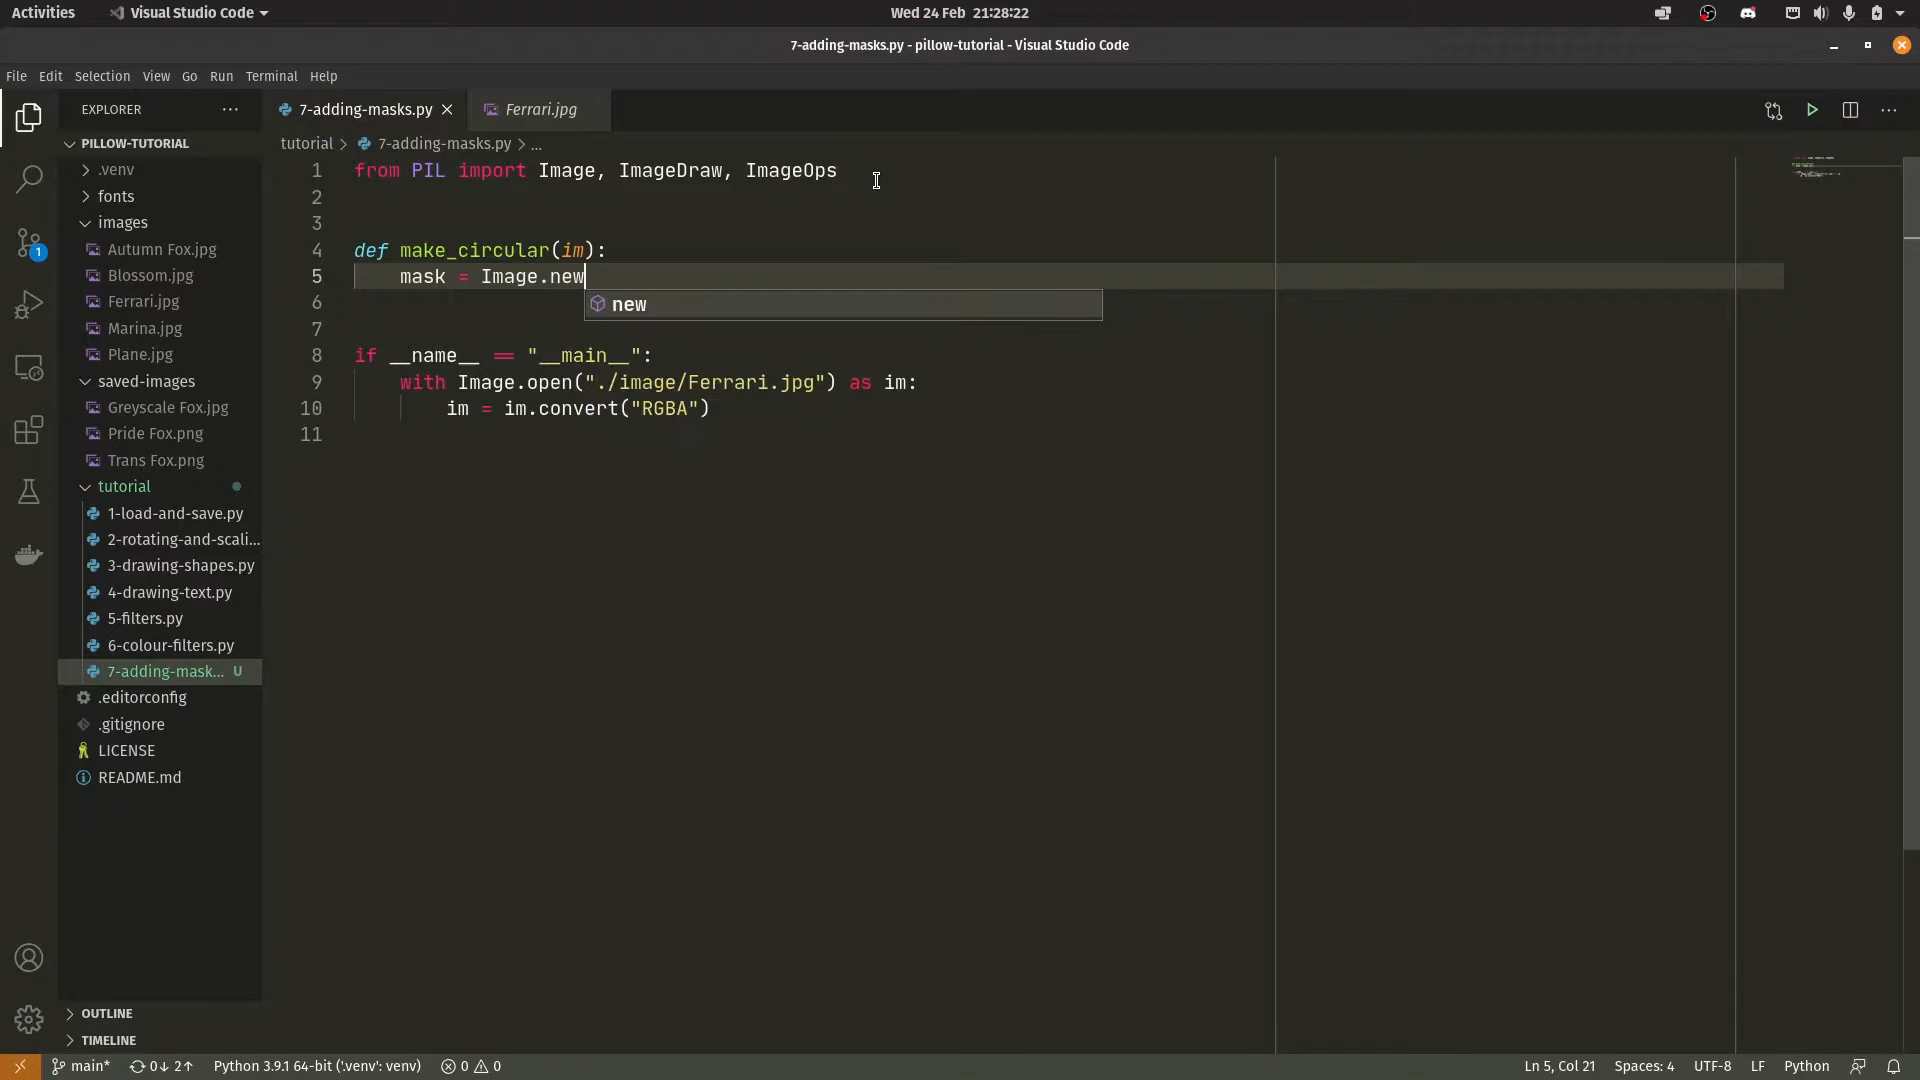 Activities
Visual Studio Code
Wed 24 Feb 21:28:22
7-adding-masks.py - pillow-tutorial - Visual Studio Code
File Edit Selection View Go Run Terminal Help
EXPLORER
7-adding-masks.py
Ferrari.jpg
PILLOW-TUTORIAL
tutorial > 7-adding-masks.py > ...
.venv
fonts
images
Autumn Fox.jpg
Blossom.jpg
Ferrari.jpg
Marina.jpg
Plane.jpg
saved-images
Greyscale Fox.jpg
Pride Fox.png
Trans Fox.png
tutorial
1-load-and-save.py
2-rotating-and-scali...
3-drawing-shapes.py
4-drawing-text.py
5-filters.py
6-colour-filters.py
7-adding-mask... U
.editorconfig
.gitignore
LICENSE
README.md
OUTLINE
TIMELINE
1
1 from PIL import Image, ImageDraw, ImageOps
2
3
4 def make_circular(im):
5 mask = Image.new
6
new
7
8 if __name__ == "__main__":
9 with Image.open("./image/Ferrari.jpg") as im:
10 im = im.convert("RGBA")
11
main* 0↓ 2↑ Python 3.9.1 64-bit ('.venv': venv) 0 0 Ln 5, Col 21 Spaces: 4 UTF-8 LF Python